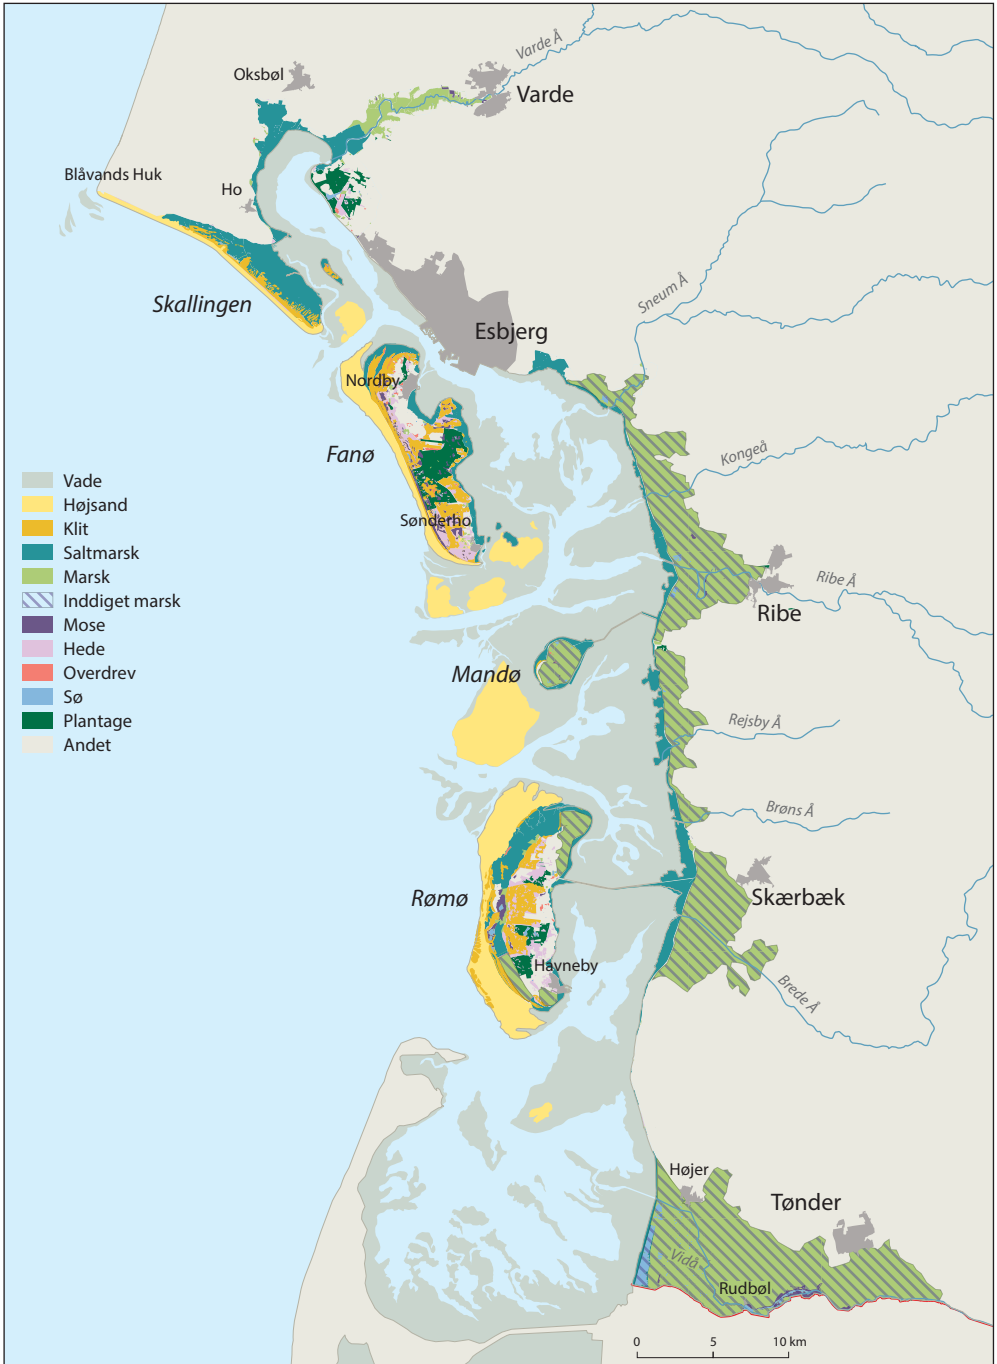 Varde Å
Oksbøl
Varde
Blåvands Huk
Ho
Skallingen
Sneum Å
Esbjerg
Nordby
Fanø
Kongeå
Sønderho
Ribe Å
Ribe
Mandø
Rejsby Å
Brøns Å
Rømø
Skærbæk
Havneby
Brede Å
Højer
Tønder
Vidå
Rudbøl
Vade
Højsand
Klit
Saltmarsk
Marsk
Inddiget marsk
Mose
Hede
Overdrev
Sø
Plantage
Andet
0 5 10 km